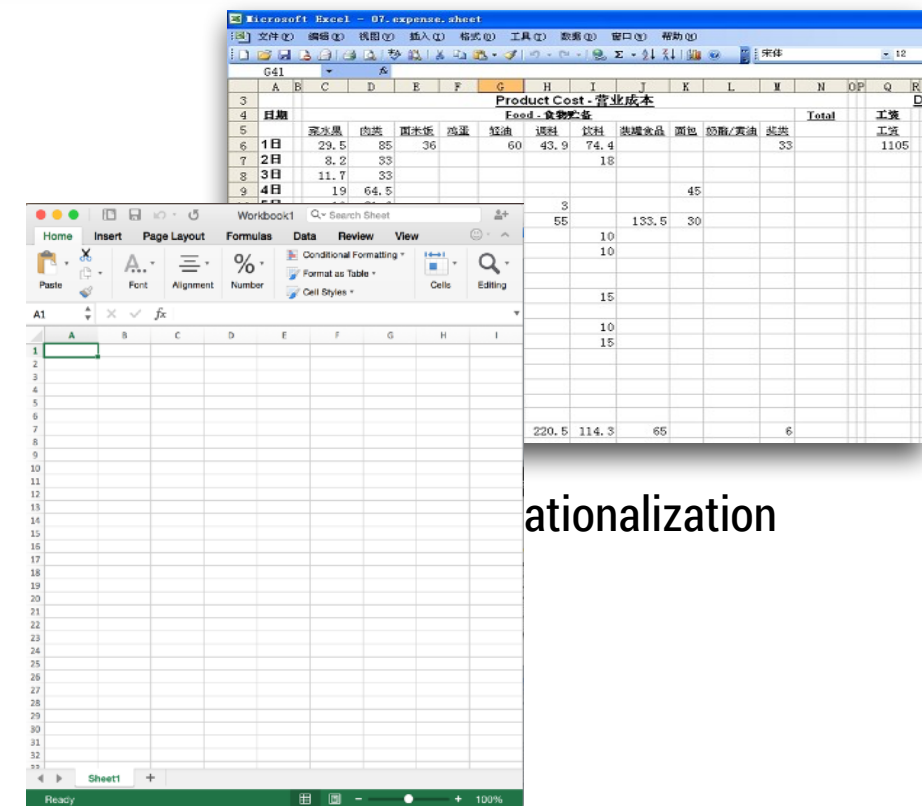 Microsoft Excel - 07.expense.sheet
文件(F) 编辑(E) 视图(V) 插入(I) 格式(O) 工具(T) 数据(D) 窗口(W) 帮助(H)
宋体 12
G41 fx
A B C D E F G H I J K L M N O P Q R
3 Product Cost - 营业成本 D
4 日期 Food - 食物贮备 Total 工资
5 菜水果 肉类 面米饭 鸡蛋 轻油 调料 饮料 装罐食品 面包 奶酪/黄油 浆类 工资
6 1日 29.5 85 36 60 43.9 74.4 33 1105
7 2日 8.2 33 18
8 3日 11.7 33
9 4日 19 64.5 45
3
55 133.5 30
10
10
15
10
15
220.5 114.3 65 6
Workbook1 Search Sheet
Home Insert Page Layout Formulas Data Review View
Paste Font Alignment Number Conditional Formatting Format as Table Cell Styles Cells Editing
A1 fx
A B C D E F G H I
1
2
3
4
5
6
7
8
9
10
11
12
13
14
15
16
17
18
19
20
21
22
23
24
25
26
27
28
29
30
31
32
Sheet1 +
Ready 100%
ationalization